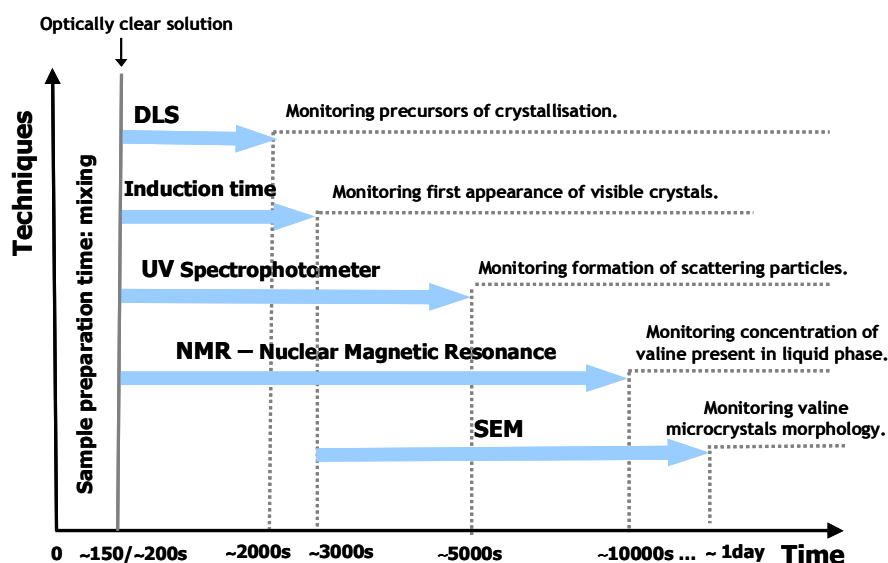 Optically clear solution
Techniques
Sample preparation time: mixing
DLS
Monitoring precursors of crystallisation.
Induction time
Monitoring first appearance of visible crystals.
UV Spectrophotometer
Monitoring formation of scattering particles.
NMR – Nuclear Magnetic Resonance
Monitoring concentration of
valine present in liquid phase.
SEM
Monitoring valine
microcrystals morphology.
0 ~150/~200s ~2000s ~3000s ~5000s ~10000s ... ~ 1day Time